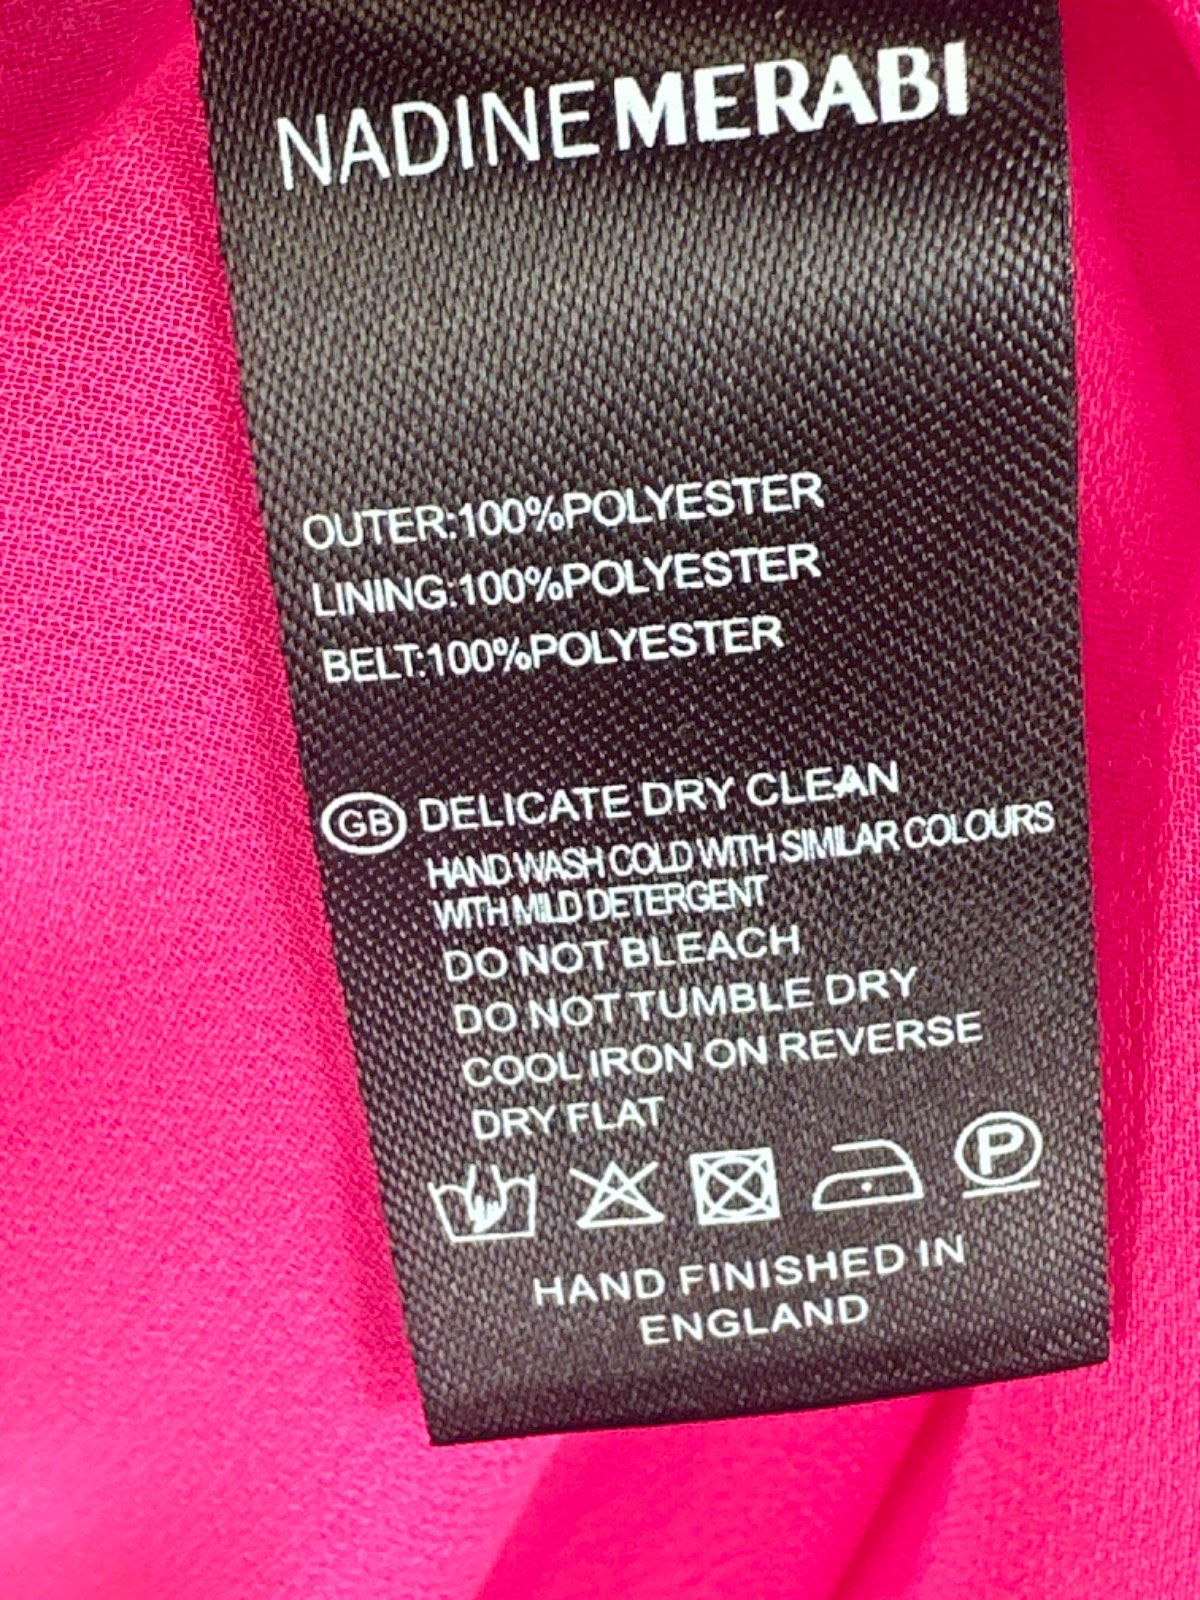 NADINEMERABI
OUTER:100%POLYESTER
LINING:100%POLYESTER
BELT:100%POLYESTER
GB DELICATE DRY CLEAN
HAND WASH COLD WITH SIMILAR COLOURS
WITH MILD DETERGENT
DO NOT BLEACH
DO NOT TUMBLE DRY
COOL IRON ON REVERSE
DRY FLAT
P
HAND FINISHED IN
ENGLAND